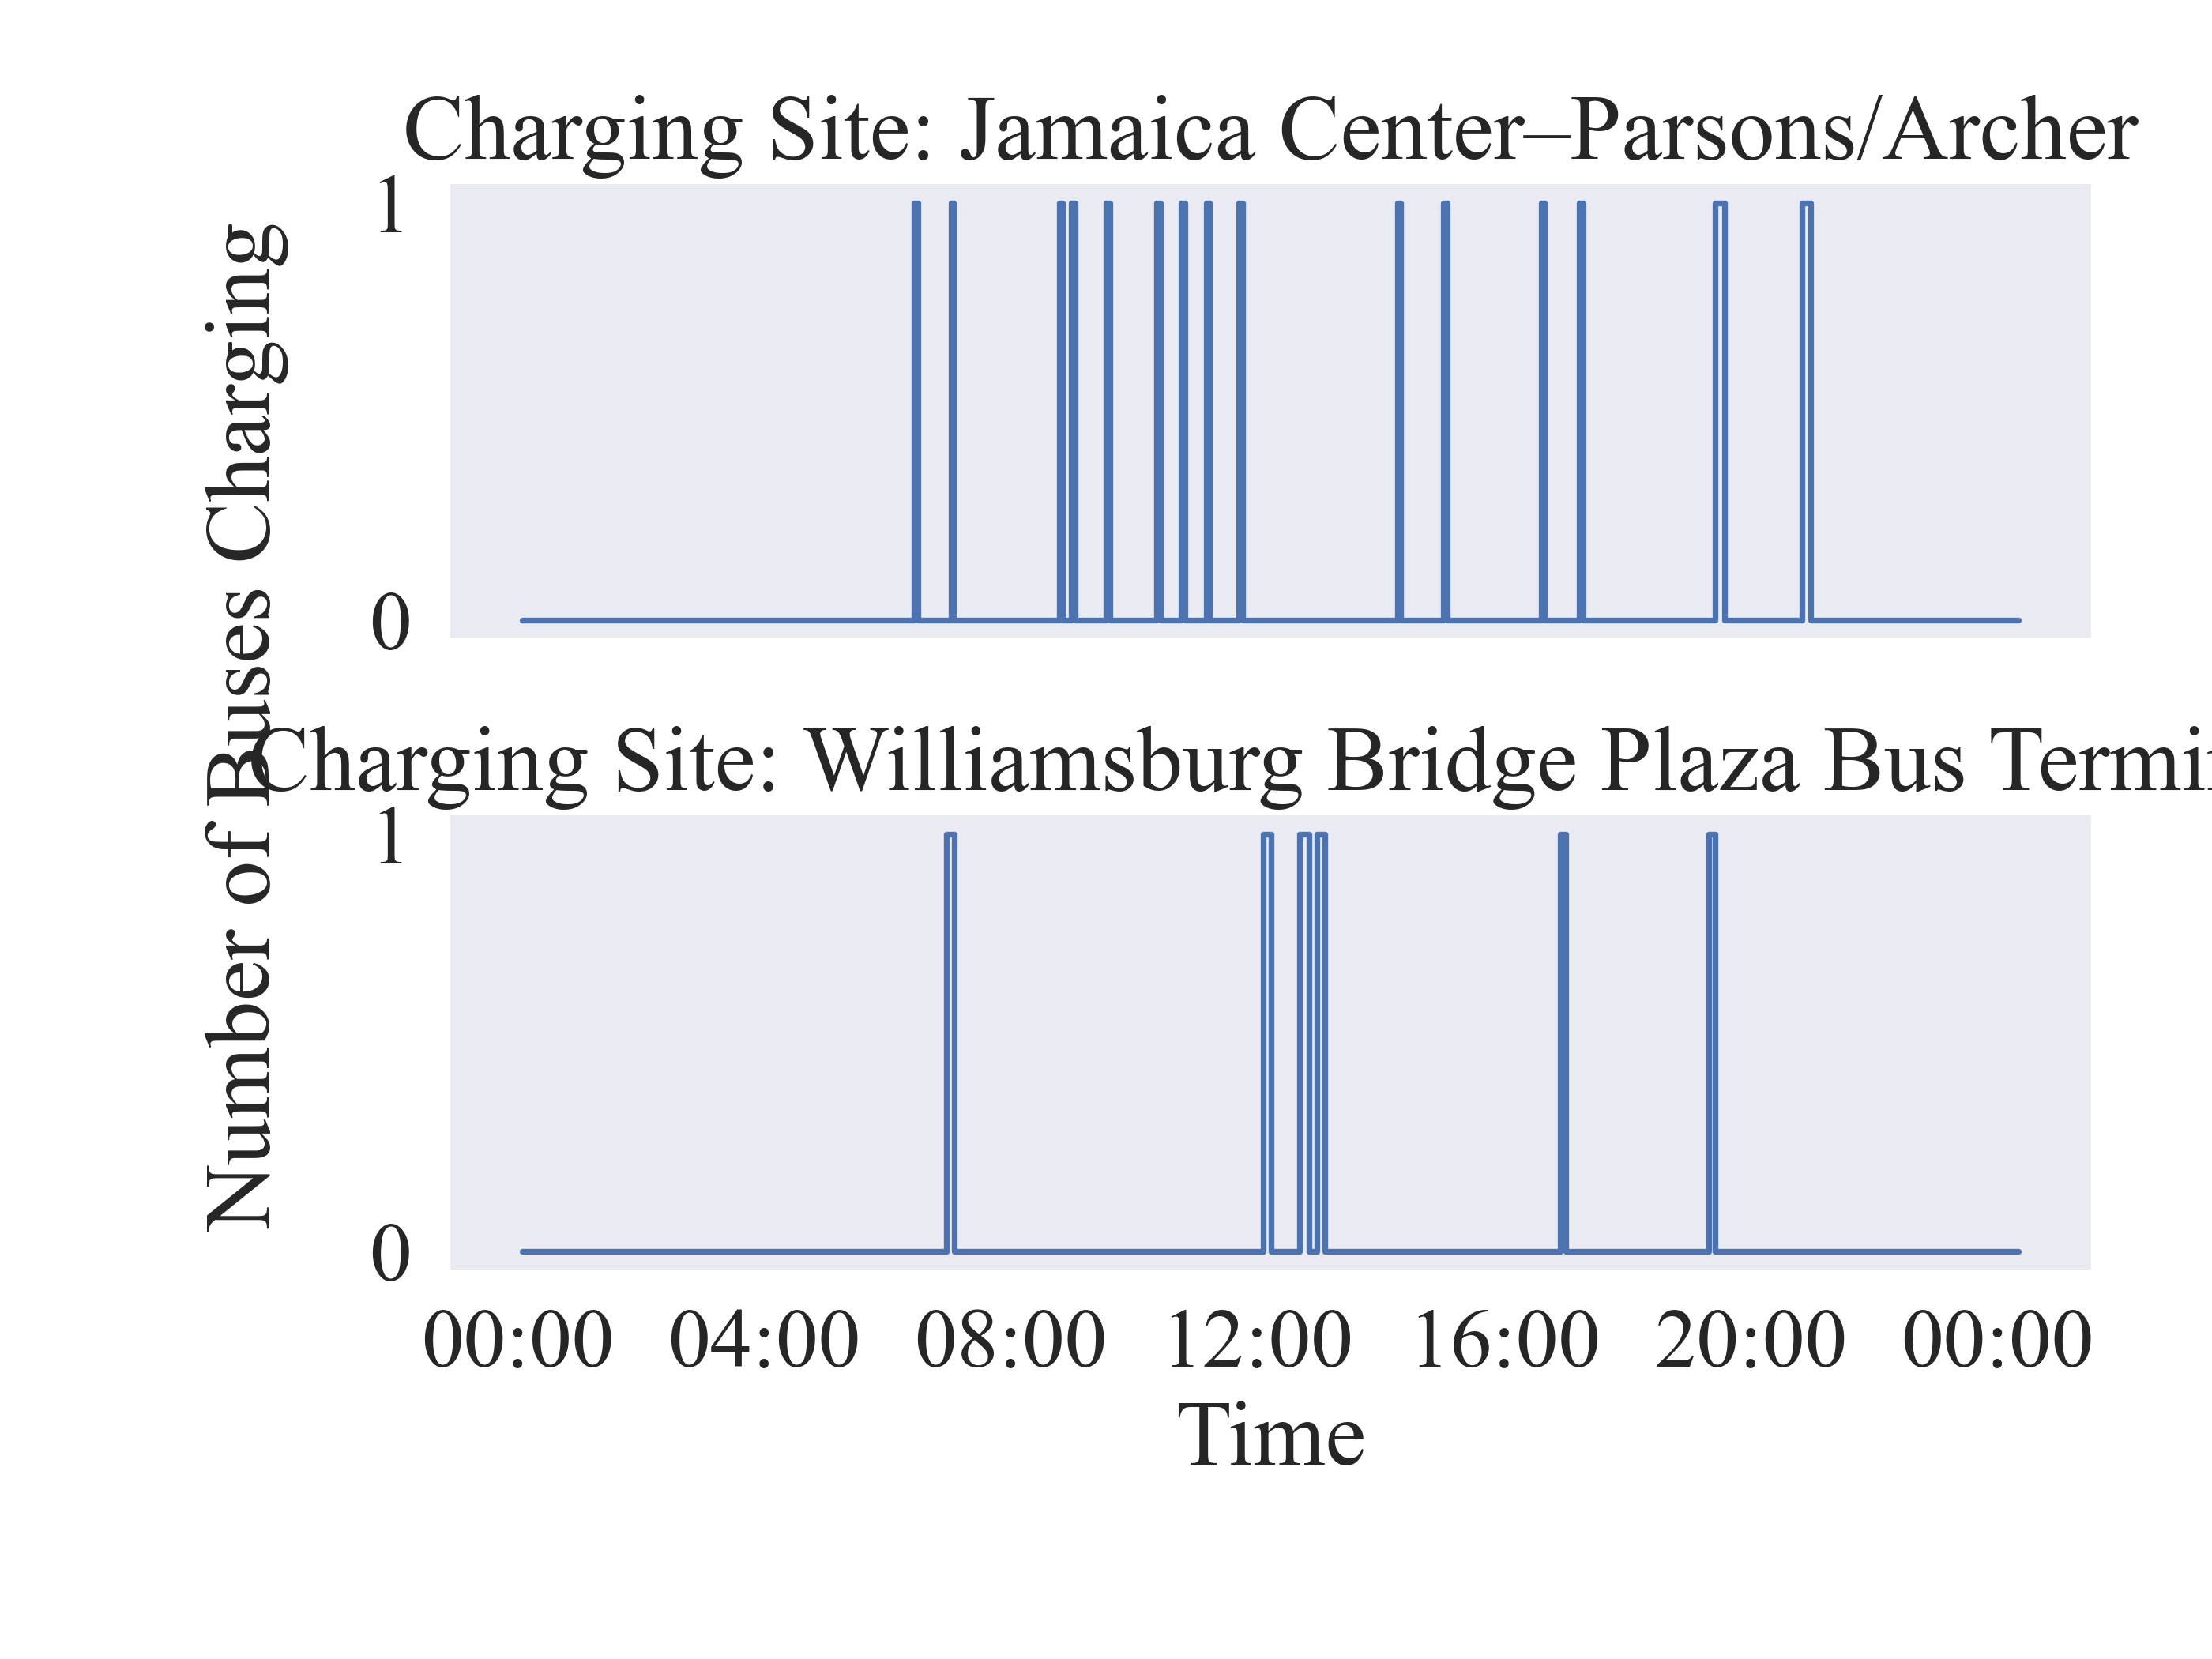 Charging Site: Jamaica Center–Parsons/Archer
1
0
Number of Buses Charging
Charging Site: Williamsburg Bridge Plaza Bus
1
0
00:00 04:00 08:00 12:00 16:00 20:00 00:00
Time